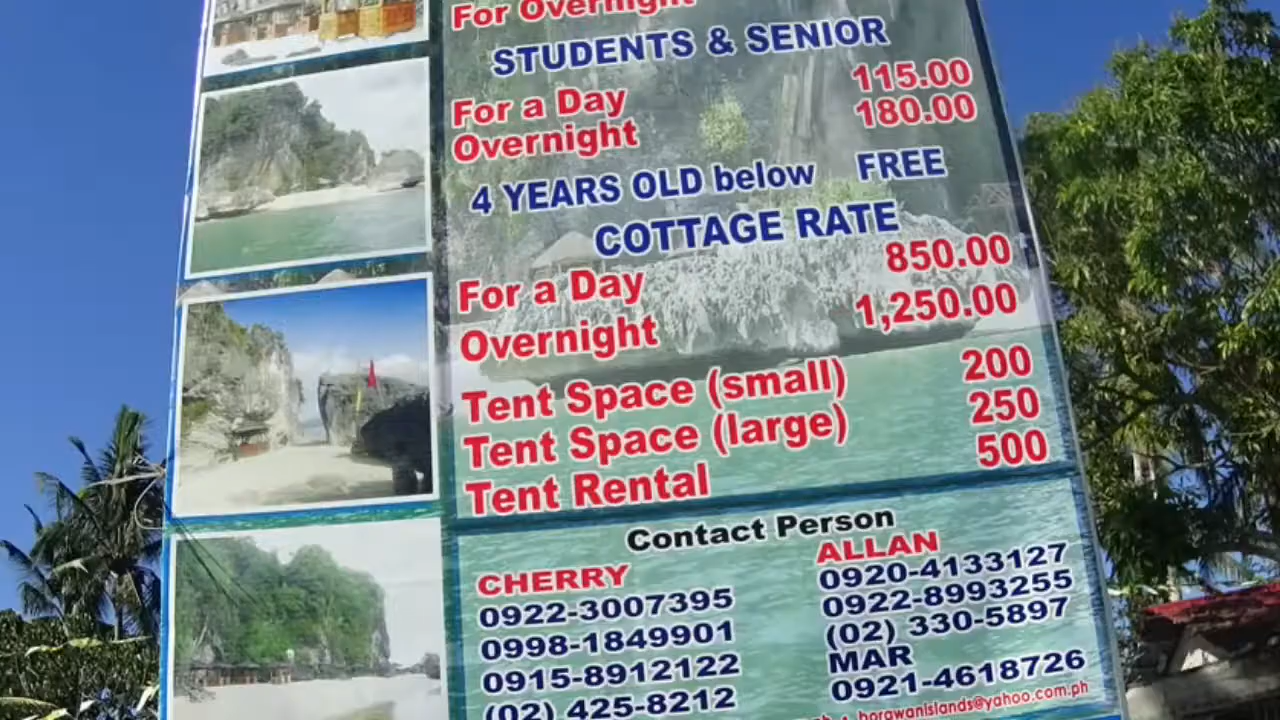 For Overnight
STUDENTS & SENIOR
For a Day 115.00
Overnight 180.00
4 YEARS OLD below FREE
COTTAGE RATE
For a Day 850.00
Overnight 1,250.00
Tent Space (small) 200
Tent Space (large) 250
Tent Rental 500
Contact Person
CHERRY
0922-3007395
0998-1849901
0915-8912122
(02) 425-8212
ALLAN
0920-4133127
0922-8993255
(02) 330-5897
MAR
0921-4618726
borawanislands@yahoo.com.ph